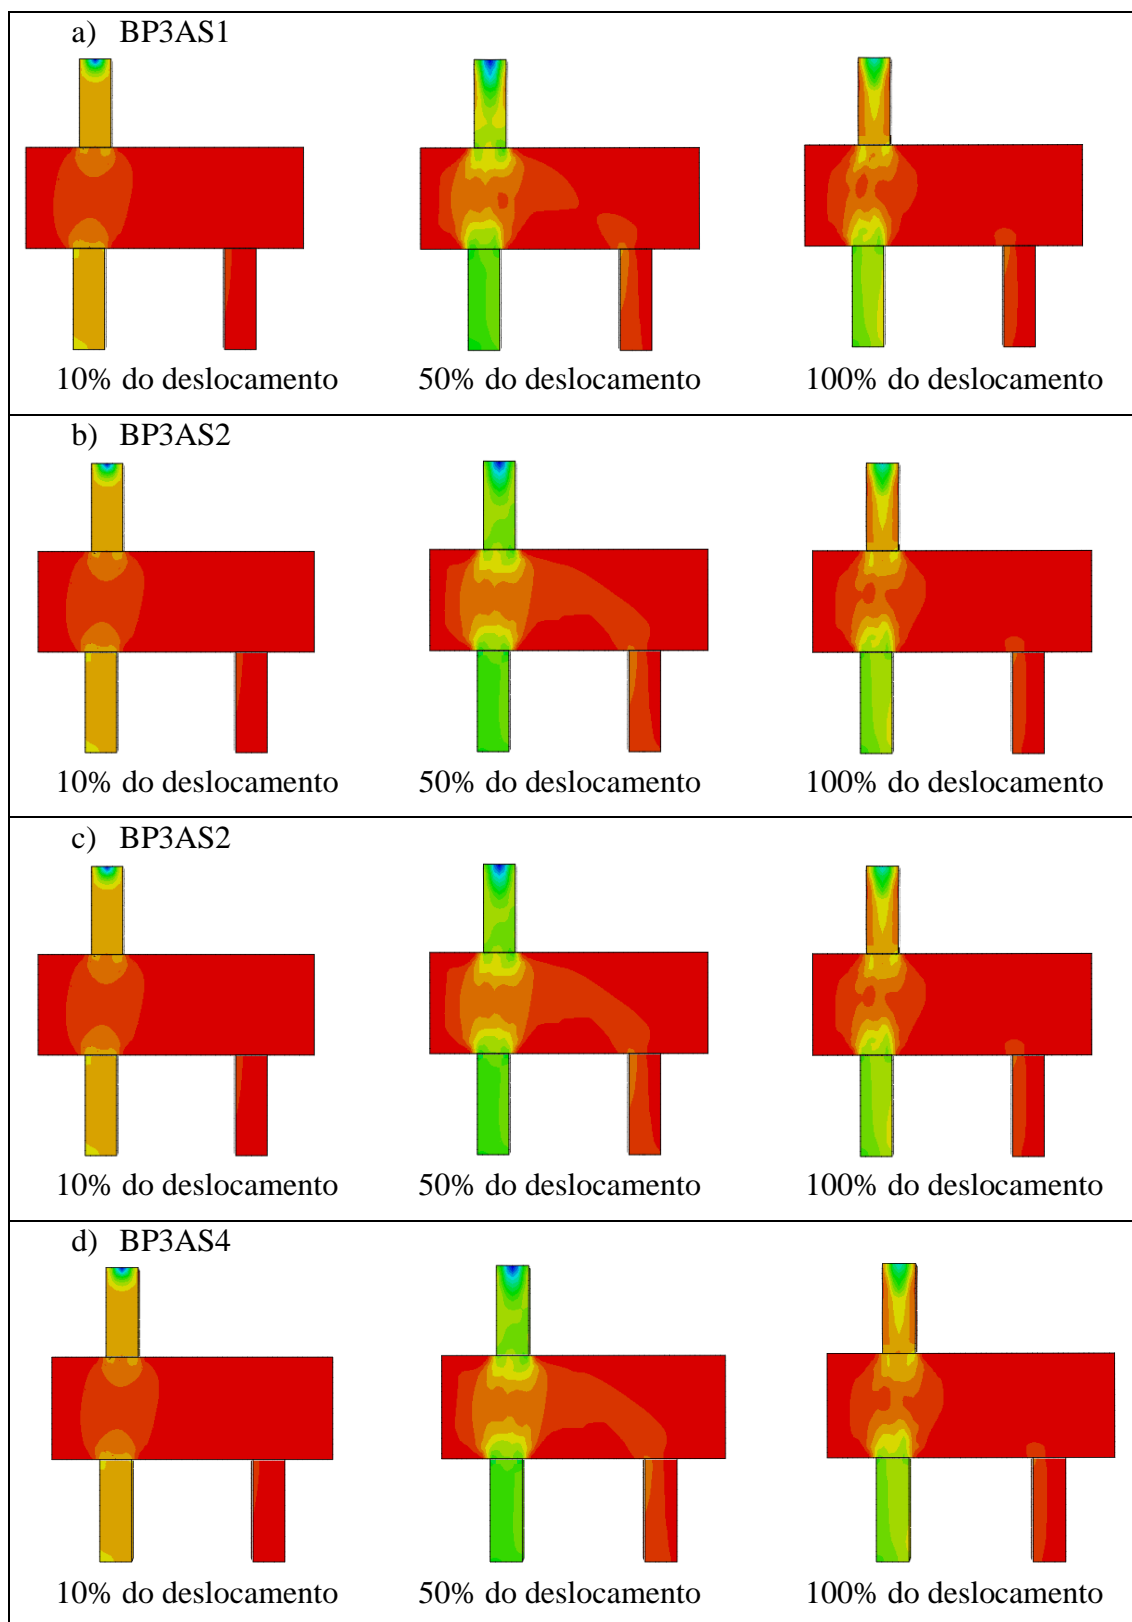 a) BP3AS1
10% do deslocamento 50% do deslocamento 100% do deslocamento
b) BP3AS2
10% do deslocamento 50% do deslocamento 100% do deslocamento
c) BP3AS2
10% do deslocamento 50% do deslocamento 100% do deslocamento
d) BP3AS4
10% do deslocamento 50% do deslocamento 100% do deslocamento